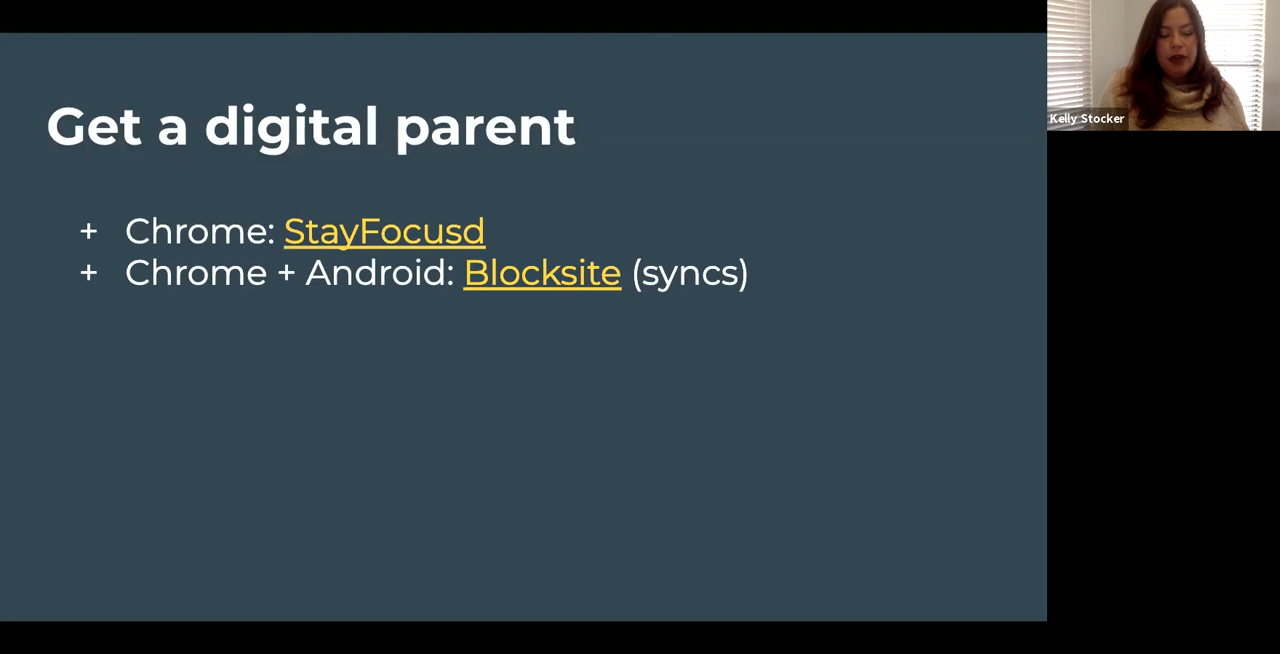 Get a digital parent
+ Chrome: StayFocusd
+ Chrome + Android: Blocksite (syncs)
Kelly Stocker